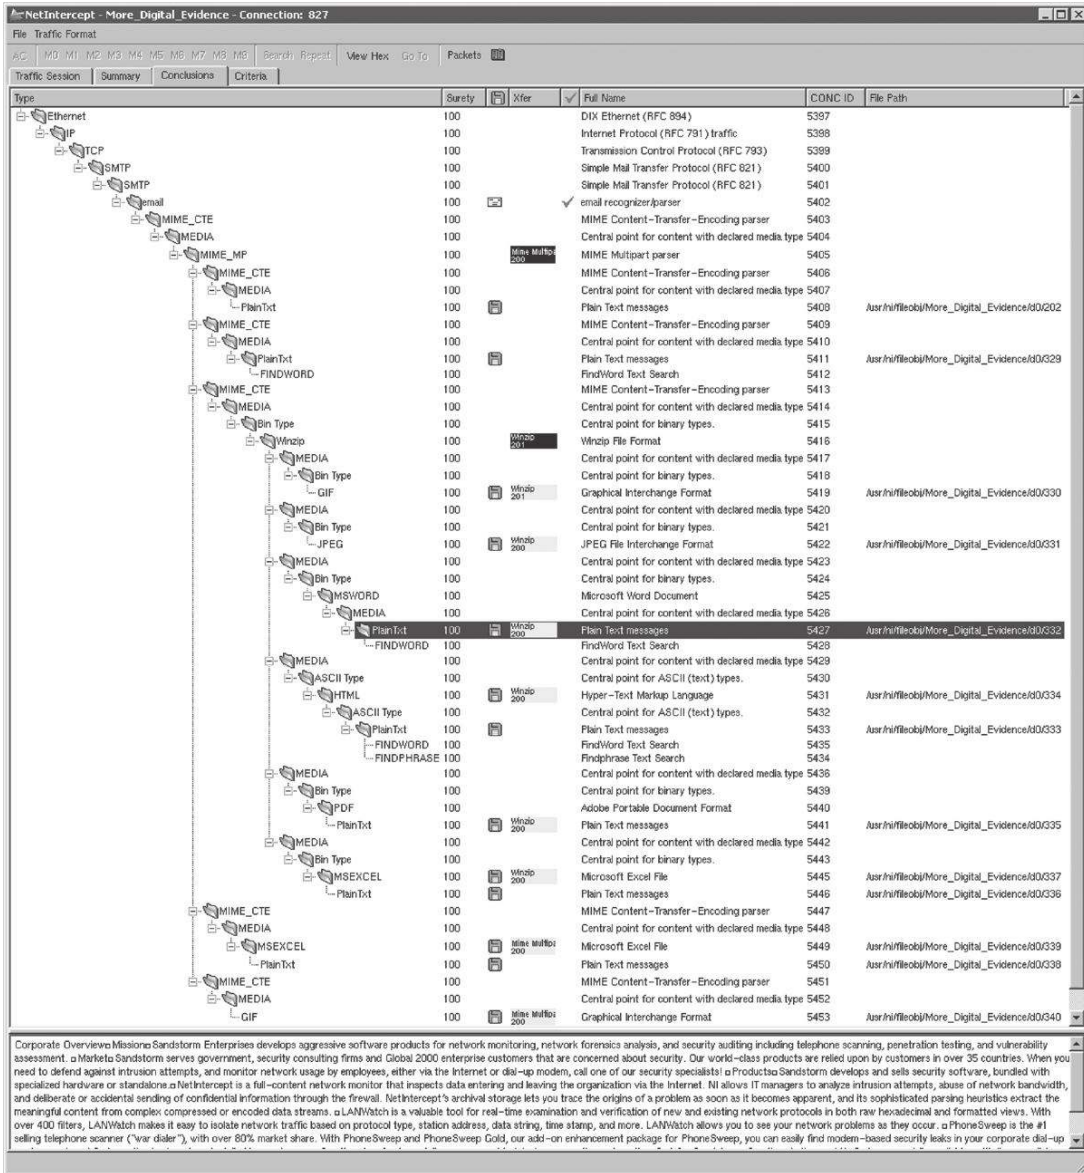 NetIntercept - More_Digital_Evidence - Connection: 827
File Traffic Format
AC M0 M1 M2 M3 M4 M5 M6 M7 M8 M9 Search Repeat View Hex Go To Packets
Traffic Session Summary Conclusions Criteria
Type Surety Xfer Full Name CONC ID File Path
Ethernet 100 DIX Ethernet (RFC 894) 5397
IP 100 Internet Protocol (RFC 791) traffic 5398
TCP 100 Transmission Control Protocol (RFC 793) 5399
SMTP 100 Simple Mail Transfer Protocol (RFC 821) 5400
SMTP 100 Simple Mail Transfer Protocol (RFC 821) 5401
email 100 email recognizer/parser 5402
MIME_CTE 100 MIME Content-Transfer-Encoding parser 5403
MEDIA 100 Central point for content with declared media type 5404
MIME_MP 100 Mime Multipa 200 MIME Multipart parser 5405
MIME_CTE 100 MIME Content-Transfer-Encoding parser 5406
MEDIA 100 Central point for content with declared media type 5407
PlainTxt 100 Plain Text messages 5408 /usr/ni/fileobj/More_Digital_Evidence/d0/202
MIME_CTE 100 MIME Content-Transfer-Encoding parser 5409
MEDIA 100 Central point for content with declared media type 5410
PlainTxt 100 Plain Text messages 5411 /usr/ni/fileobj/More_Digital_Evidence/d0/329
FINDWORD 100 FindWord Text Search 5412
MIME_CTE 100 MIME Content-Transfer-Encoding parser 5413
MEDIA 100 Central point for content with declared media type 5414
Bin Type 100 Central point for binary types. 5415
Winzip 100 Winzip 201 Winzip File Format 5416
MEDIA 100 Central point for content with declared media type 5417
Bin Type 100 Central point for binary types. 5418
GIF 100 Winzip 201 Graphical Interchange Format 5419 /usr/ni/fileobj/More_Digital_Evidence/d0/330
MEDIA 100 Central point for content with declared media type 5420
Bin Type 100 Central point for binary types. 5421
JPEG 100 Winzip 200 JPEG File Interchange Format 5422 /usr/ni/fileobj/More_Digital_Evidence/d0/331
MEDIA 100 Central point for content with declared media type 5423
Bin Type 100 Central point for binary types. 5424
MSWORD 100 Microsoft Word Document 5425
MEDIA 100 Central point for content with declared media type 5426
PlainTxt 100 Winzip 200 Plain Text messages 5427 /usr/ni/fileobj/More_Digital_Evidence/d0/332
FINDWORD 100 FindWord Text Search 5428
MEDIA 100 Central point for content with declared media type 5429
ASCII Type 100 Central point for ASCII (text) types. 5430
HTML 100 Winzip 200 Hyper-Text Markup Language 5431 /usr/ni/fileobj/More_Digital_Evidence/d0/334
ASCII Type 100 Central point for ASCII (text) types. 5432
PlainTxt 100 Plain Text messages 5433 /usr/ni/fileobj/More_Digital_Evidence/d0/333
FINDWORD 100 FindWord Text Search 5435
FINDPHRASE 100 Findphrase Text Search 5434
MEDIA 100 Central point for content with declared media type 5436
Bin Type 100 Central point for binary types. 5439
PDF 100 Adobe Portable Document Format 5440
PlainTxt 100 Winzip 200 Plain Text messages 5441 /usr/ni/fileobj/More_Digital_Evidence/d0/335
MEDIA 100 Central point for content with declared media type 5442
Bin Type 100 Central point for binary types. 5443
MSEXCEL 100 Winzip 200 Microsoft Excel File 5445 /usr/ni/fileobj/More_Digital_Evidence/d0/337
PlainTxt 100 Plain Text messages 5446 /usr/ni/fileobj/More_Digital_Evidence/d0/336
MIME_CTE 100 MIME Content-Transfer-Encoding parser 5447
MEDIA 100 Central point for content with declared media type 5448
MSEXCEL 100 Mime Multipa 200 Microsoft Excel File 5449 /usr/ni/fileobj/More_Digital_Evidence/d0/339
PlainTxt 100 Plain Text messages 5450 /usr/ni/fileobj/More_Digital_Evidence/d0/338
MIME_CTE 100 MIME Content-Transfer-Encoding parser 5451
MEDIA 100 Central point for content with declared media type 5452
GIF 100 Mime Multipa 200 Graphical Interchange Format 5453 /usr/ni/fileobj/More_Digital_Evidence/d0/340
Corporate Overview¤ Mission¤ Sandstorm Enterprises develops aggressive software products for network monitoring, network forensics analysis, and security auditing including telephone scanning, penetration testing, and vulnerability
assessment. ¤ Market¤ Sandstorm serves government, security consulting firms and Global 2000 enterprise customers that are concerned about security. Our world-class products are relied upon by customers in over 35 countries. When you
need to defend against intrusion attempts, and monitor network usage by employees, either via the Internet or dial-up modem, call one of our security specialists! ¤ Products¤ Sandstorm develops and sells security software, bundled with
specialized hardware or standalone.¤ NetIntercept is a full-content network monitor that inspects data entering and leaving the organization via the Internet. NI allows IT managers to analyze intrusion attempts, abuse of network bandwidth,
and deliberate or accidental sending of confidential information through the firewall. NetIntercept's archival storage lets you trace the origins of a problem as soon as it becomes apparent, and its sophisticated parsing heuristics extract the
meaningful content from complex compressed or encoded data streams. ¤ LANWatch is a valuable tool for real-time examination and verification of new and existing network protocols in both raw hexadecimal and formatted views. With
over 400 filters, LANWatch makes it easy to isolate network traffic based on protocol type, station address, data string, time stamp, and more. LANWatch allows you to see your network problems as they occur. ¤ PhoneSweep is the #1
selling telephone scanner ("war dialer"), with over 80% market share. With PhoneSweep and PhoneSweep Gold, our add-on enhancement package for PhoneSweep, you can easily find modem-based security leaks in your corporate dial-up